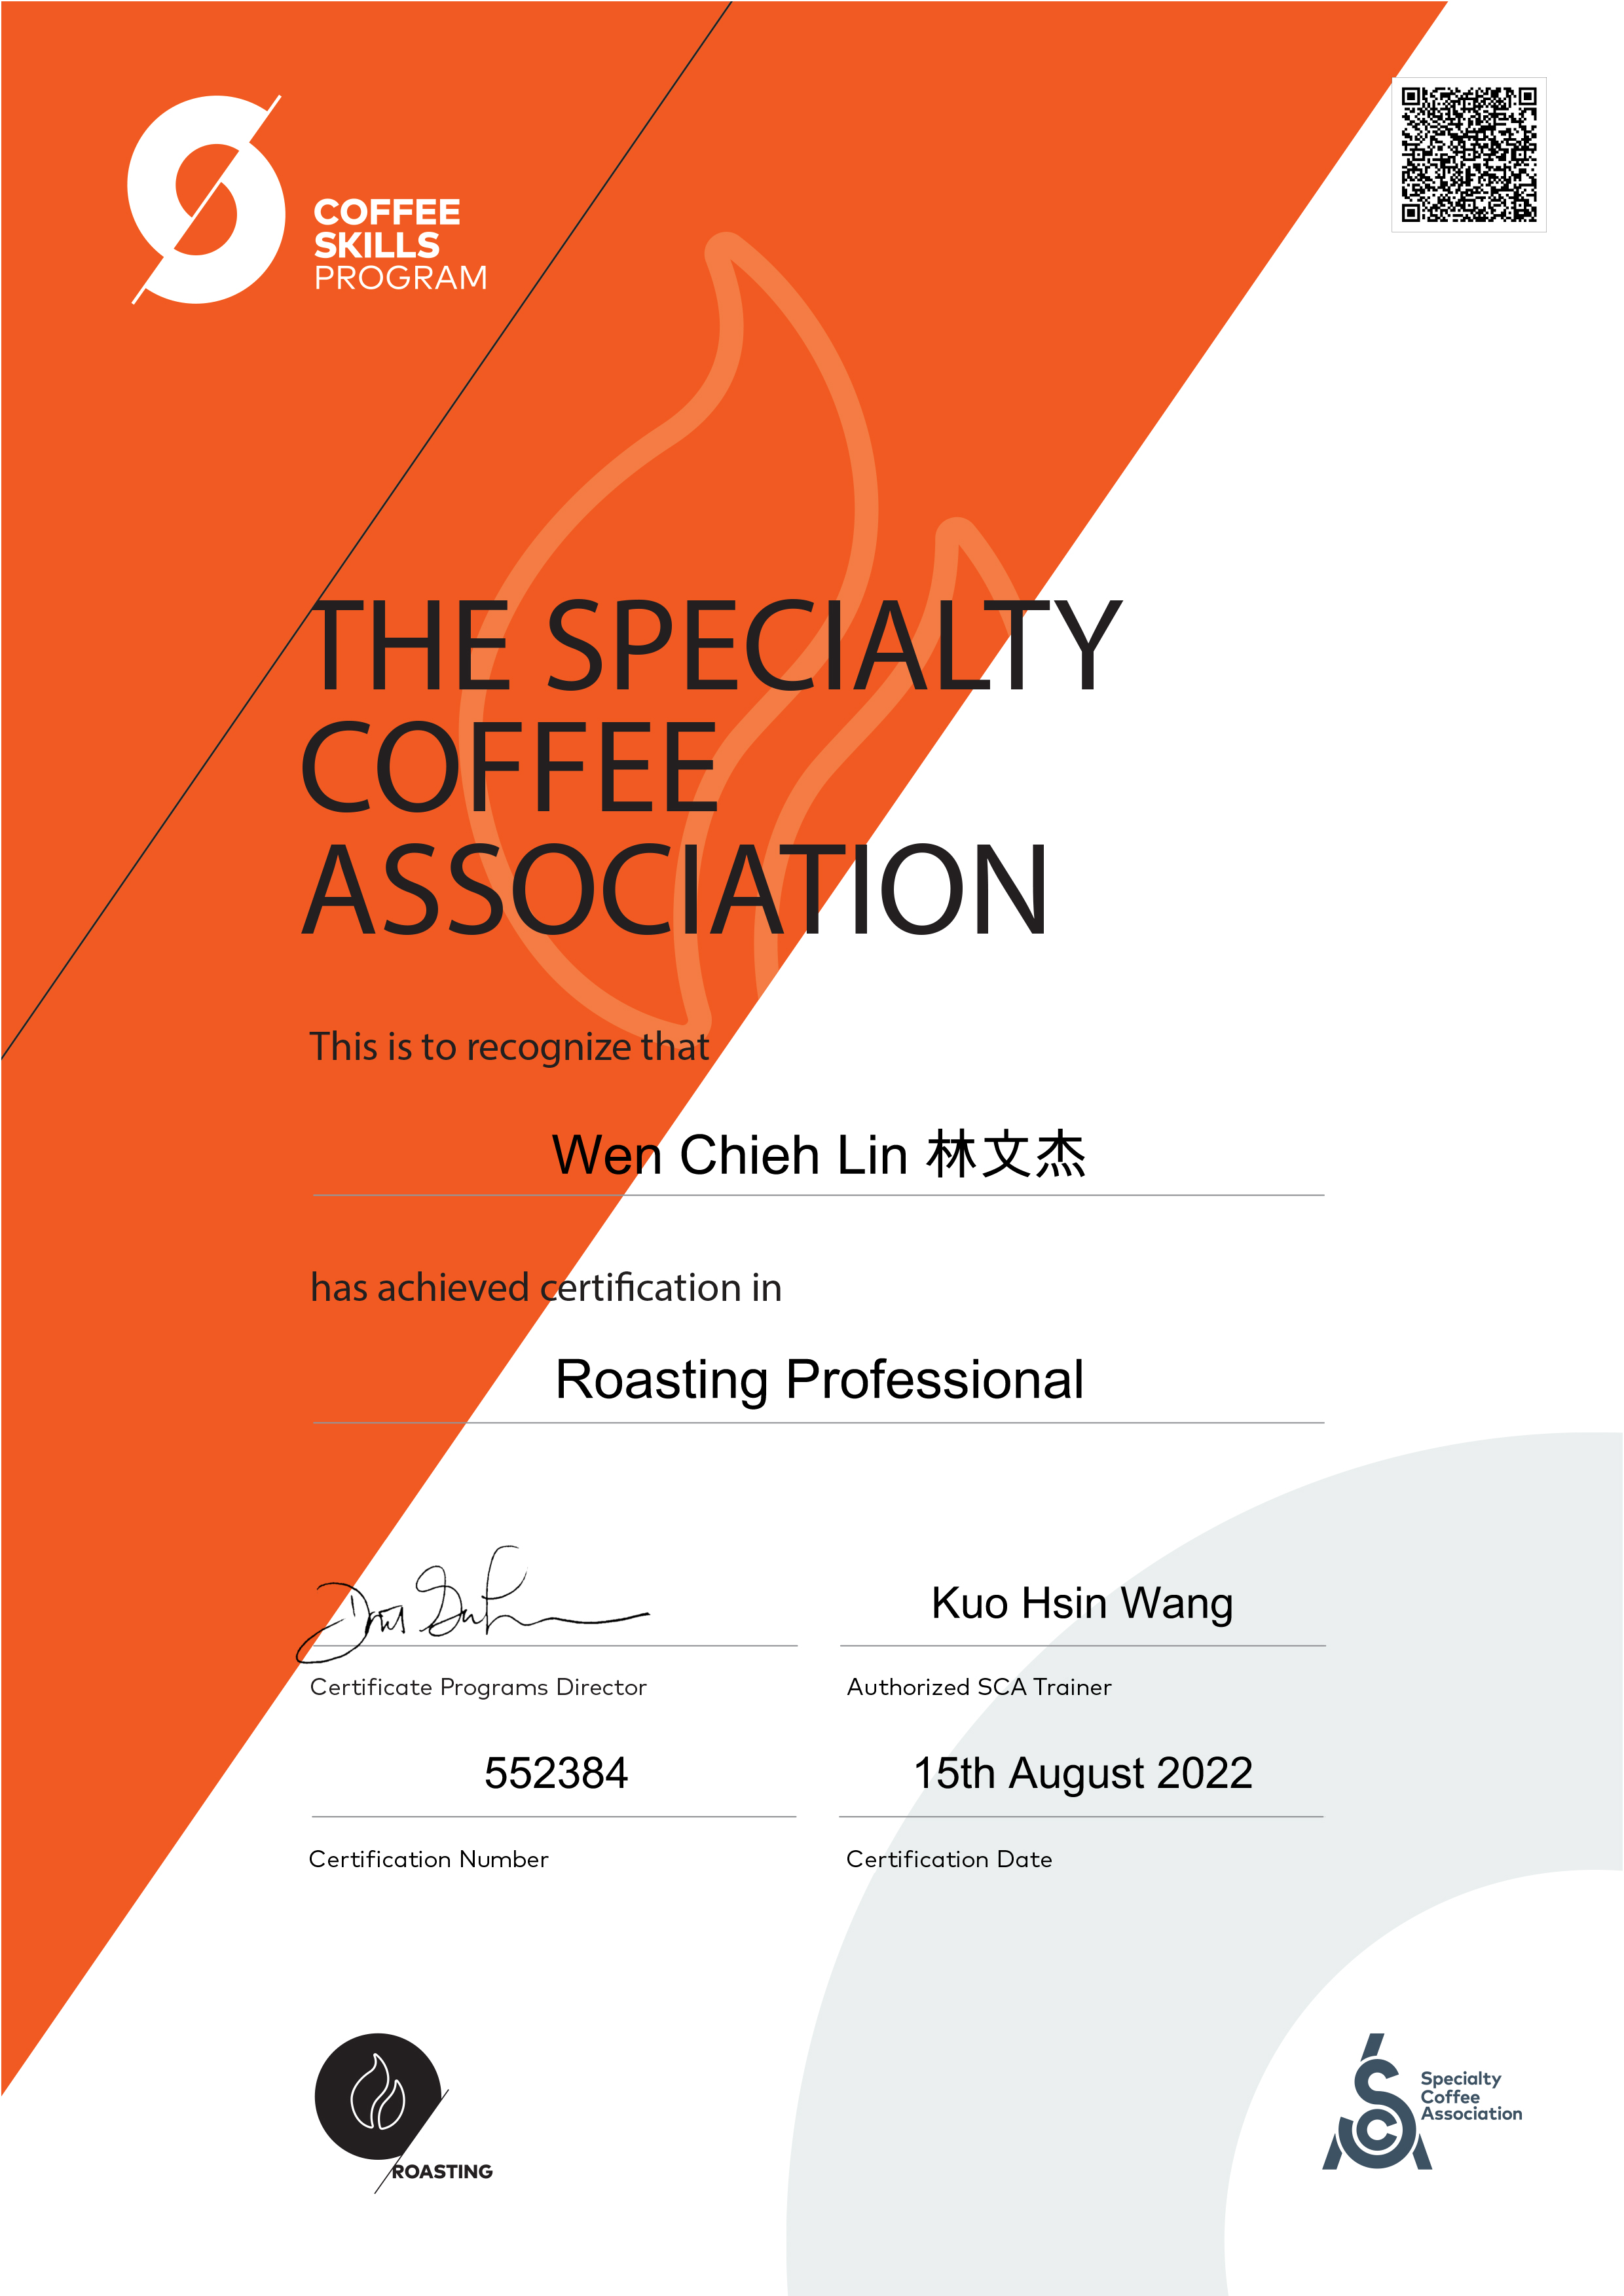 COFFEE
SKILLS
PROGRAM
THE SPECIALTY
COFFEE
ASSOCIATION
This is to recognize that
Wen Chieh Lin 林文杰
has achieved certification in
Roasting Professional
Kuo Hsin Wang
Certificate Programs Director
Authorized SCA Trainer
552384
15th August 2022
Certification Number
Certification Date
ROASTING
Specialty
Coffee
Association